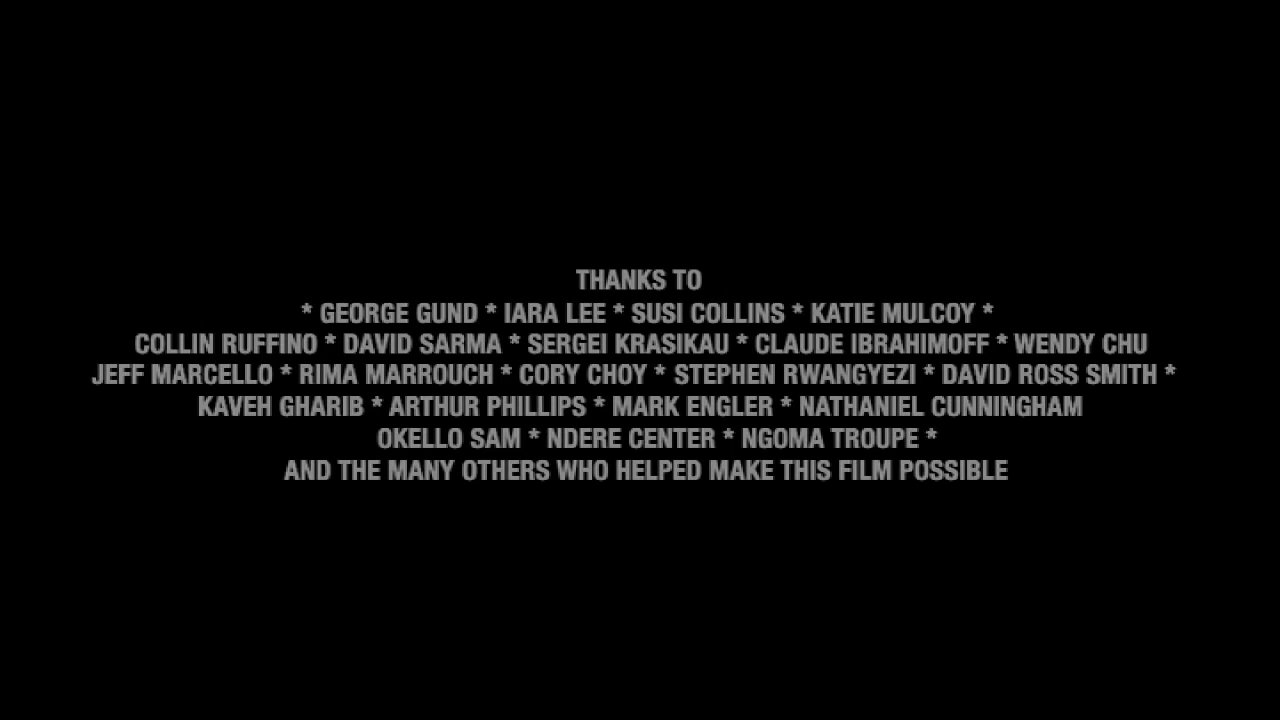 THANKS TO
* GEORGE GUND * IARA LEE * SUSI COLLINS * KATIE MULCOY *
COLLIN RUFFINO * DAVID SARMA * SERGEI KRASIKAU * CLAUDE IBRAHIMOFF * WENDY CHU
JEFF MARCELLO * RIMA MARROUCH * CORY CHOY * STEPHEN RWANGYEZI * DAVID ROSS SMITH *
KAVEH GHARIB * ARTHUR PHILLIPS * MARK ENGLER * NATHANIEL CUNNINGHAM
OKELLO SAM * NDERE CENTER * NGOMA TROUPE *
AND THE MANY OTHERS WHO HELPED MAKE THIS FILM POSSIBLE